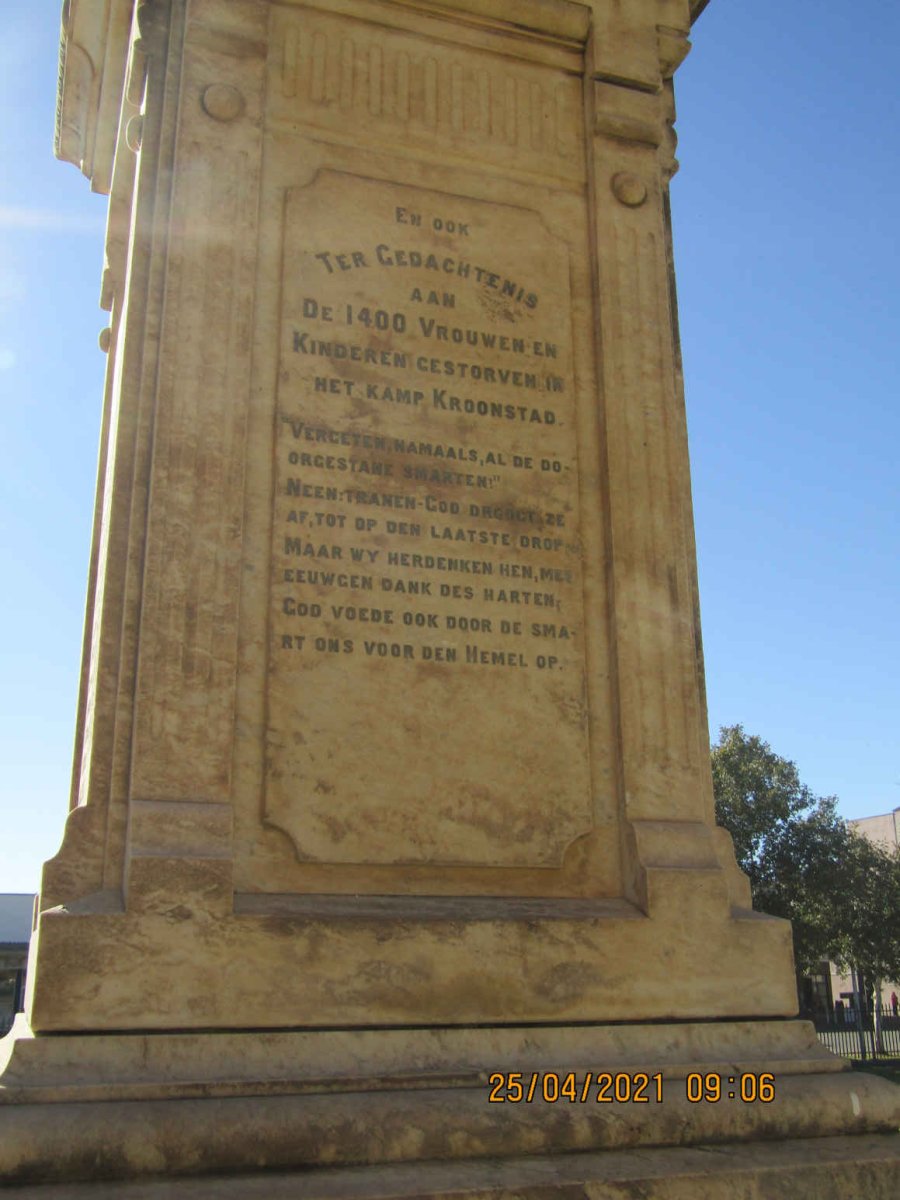 EN OOK
TER GEDACHTENIS
AAN
DE 1400 VROUWEN EN
KINDEREN GESTORVEN IN
HET KAMP KROONSTAD.
"VERGETEN, NAMAALS, AL DE DO-
ORGESTANE SMARTEN!"
NEEN: TRANEN-GOD DROOGT ZE
AF, TOT OP DEN LAATSTE DROP-
MAAR WY HERDENKEN HEN, MET
EEUWGEN DANK DES HARTEN;
GOD VOEDE OOK DOOR DE SMA-
RT ONS VOOR DEN HEMEL OP.
25/04/2021 09:06